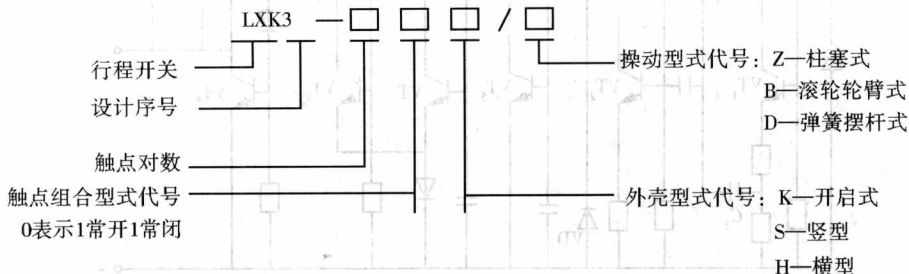 LXK3 — □ □ □ / □
行程开关
设计序号
触点对数
触点组合型式代号
0表示1常开1常闭
操动型式代号：Z—柱塞式
B—滚轮轮臂式
D—弹簧摆杆式
外壳型式代号：K—开启式
S—竖型
H—横型